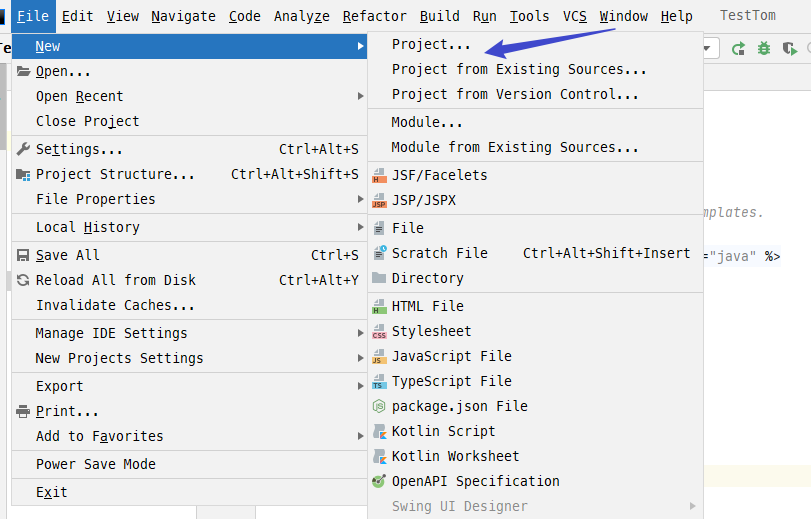 File Edit View Navigate Code Analyze Refactor Build Run Tools VCS Window Help TestTom
New
Open...
Open Recent
Close Project
Settings... Ctrl+Alt+S
Project Structure... Ctrl+Alt+Shift+S
File Properties
Local History
Save All Ctrl+S
Reload All from Disk Ctrl+Alt+Y
Invalidate Caches...
Manage IDE Settings
New Projects Settings
Export
Print...
Add to Favorites
Power Save Mode
Exit
Project...
Project from Existing Sources...
Project from Version Control...
Module...
Module from Existing Sources...
JSF/Facelets
JSP/JSPX
File
Scratch File Ctrl+Alt+Shift+Insert
Directory
HTML File
Stylesheet
JavaScript File
TypeScript File
package.json File
Kotlin Script
Kotlin Worksheet
OpenAPI Specification
Swing UI Designer
mplates.
="java" %>